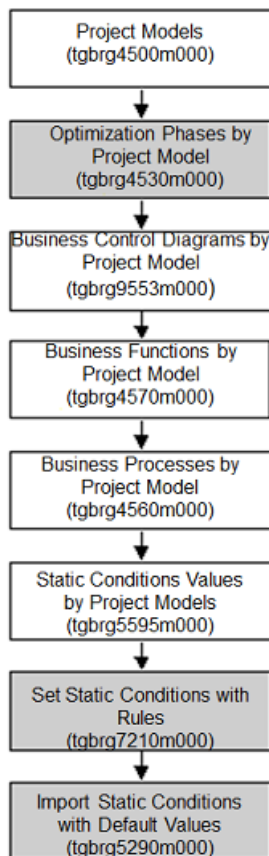 Project Models
(tgbrg4500m000)
Optimization Phases by
Project Model
(tgbrg4530m000)
Business Control Diagrams by
Project Model
(tgbrg9553m000)
Business Functions by
Project Model
(tgbrg4570m000)
Business Processes by
Project Model
(tgbrg4560m000)
Static Conditions Values
by Project Models
(tgbrg5595m000)
Set Static Conditions with
Rules
(tgbrg7210m000)
Import Static Conditions
with Default Values
(tgbrg5290m000)